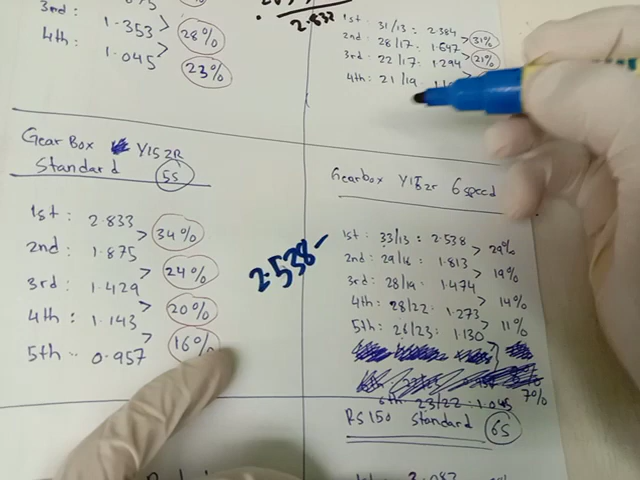 3rd:
1.353 > 28%
4th:
1.045 23%
2.833
1st: 31/13: 2.384 > 31%
2nd: 28/17: 1.647
3rd: 22/17: 1.294 > 21%
4th: 21/19:
Gear Box Y15ZR
Standard 5S
1st: 2.833
> 34%
2nd: 1.875
> 24%
3rd: 1.429
> 20%
4th: 1.143
> 16%
5th: 0.957
2.538-
Gearbox Y15zr 6 speed
1st: 33/13: 2.538
> 29%
2nd: 29/16: 1.813
> 19%
3rd: 28/19: 1.474
> 14%
4th: 28/22: 1.273
> 11%
5th: 26/23: 1.130
7%
6th 23/22 1.045
RS150 Standard 6S